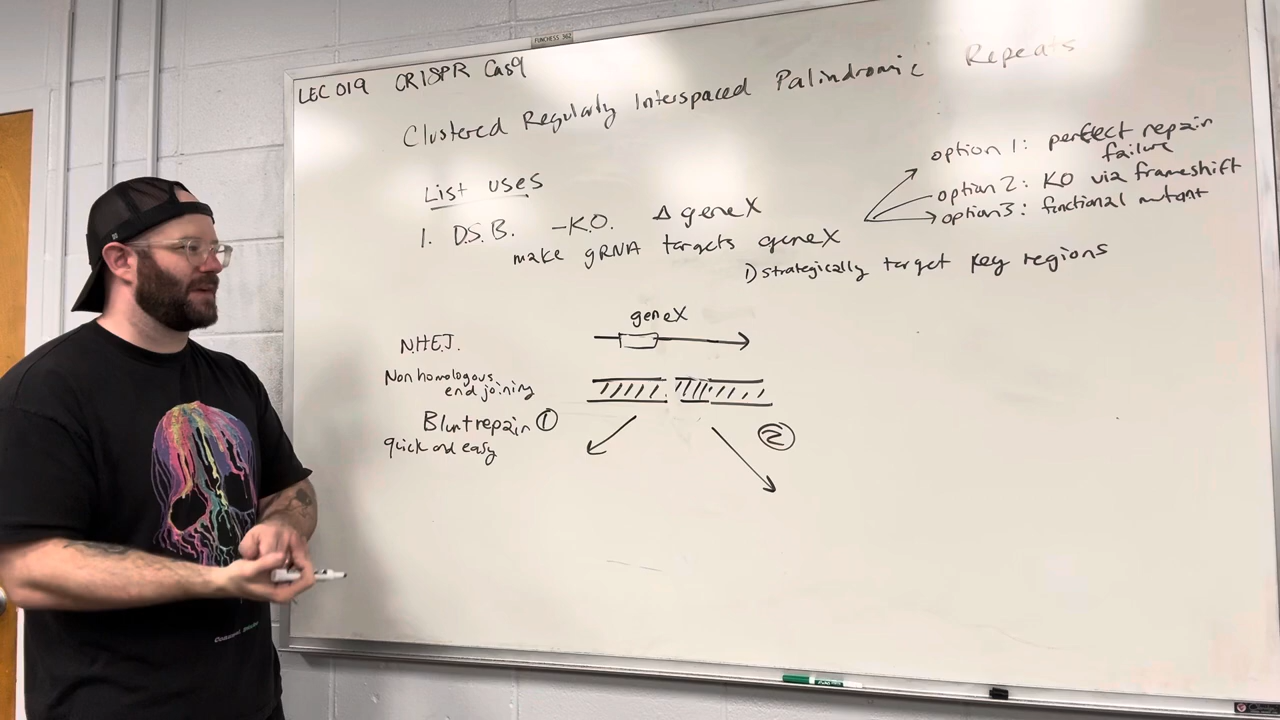 FUNCHESS 362
LEC 019 CRISPR Cas9
Clustered Regularly Interspaced Palindromic Repeats
List uses
1. D.S.B. -K.O. Δ geneX
make gRNA targets geneX
option 1: perfect repair
failure
option 2: KO via frameshift
option 3: functional mutant
1) strategically target key regions
geneX
N.H.E.J.
Non homologous
end joining
Blunt repair ①
quick and easy
②